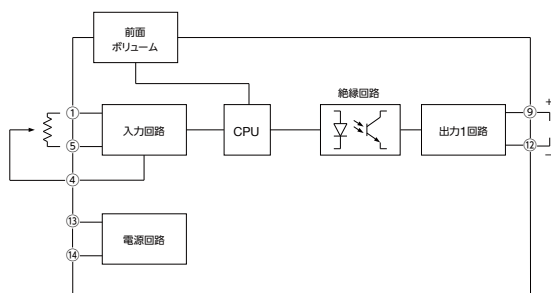 前面
ボリューム
絶縁回路
①
入力回路
CPU
出力1回路
⑨
+
⑤
⑫
−
④
⑬
電源回路
⑭